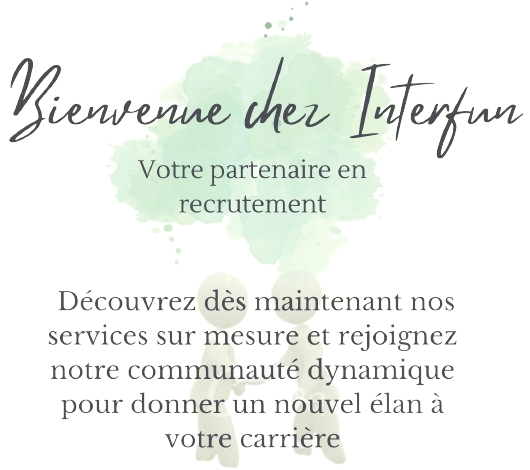 Bienvenue chez Interfun
Votre partenaire en
recrutement
Découvrez dès maintenant nos
services sur mesure et rejoignez
notre communauté dynamique
pour donner un nouvel élan à
votre carrière